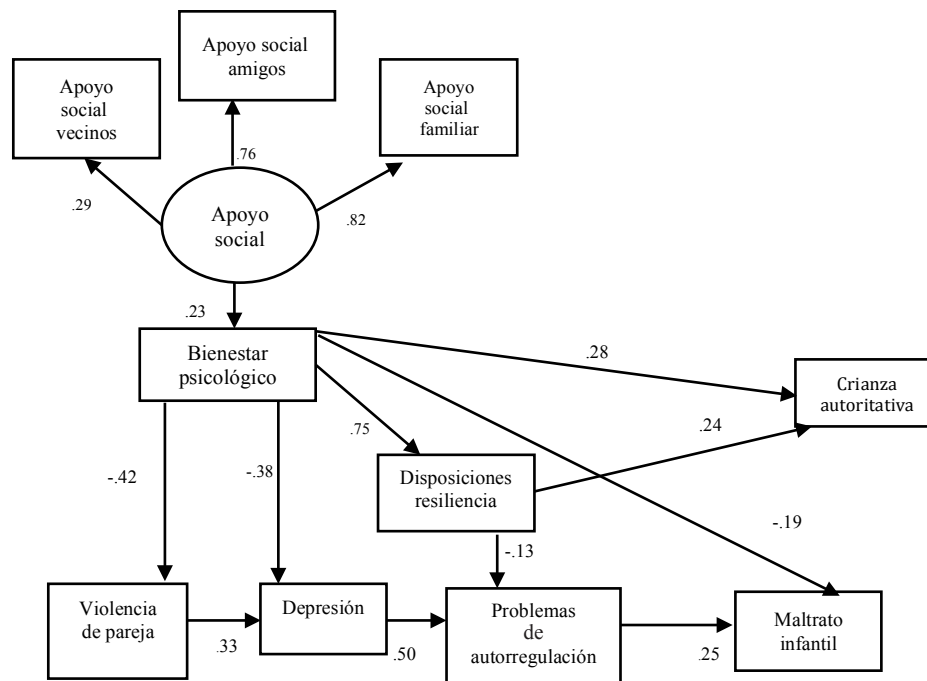 Apoyo social
amigos
Apoyo
social
vecinos
Apoyo
social
familiar
.76
.29
.82
Apoyo
social
.23
Bienestar
psicológico
.28
Crianza
autoritativa
.75
.24
-.42
-.38
Disposiciones
resiliencia
-.19
-.13
Violencia
de pareja
Depresión
Problemas
de
autorregulación
Maltrato
infantil
.33
.50
.25